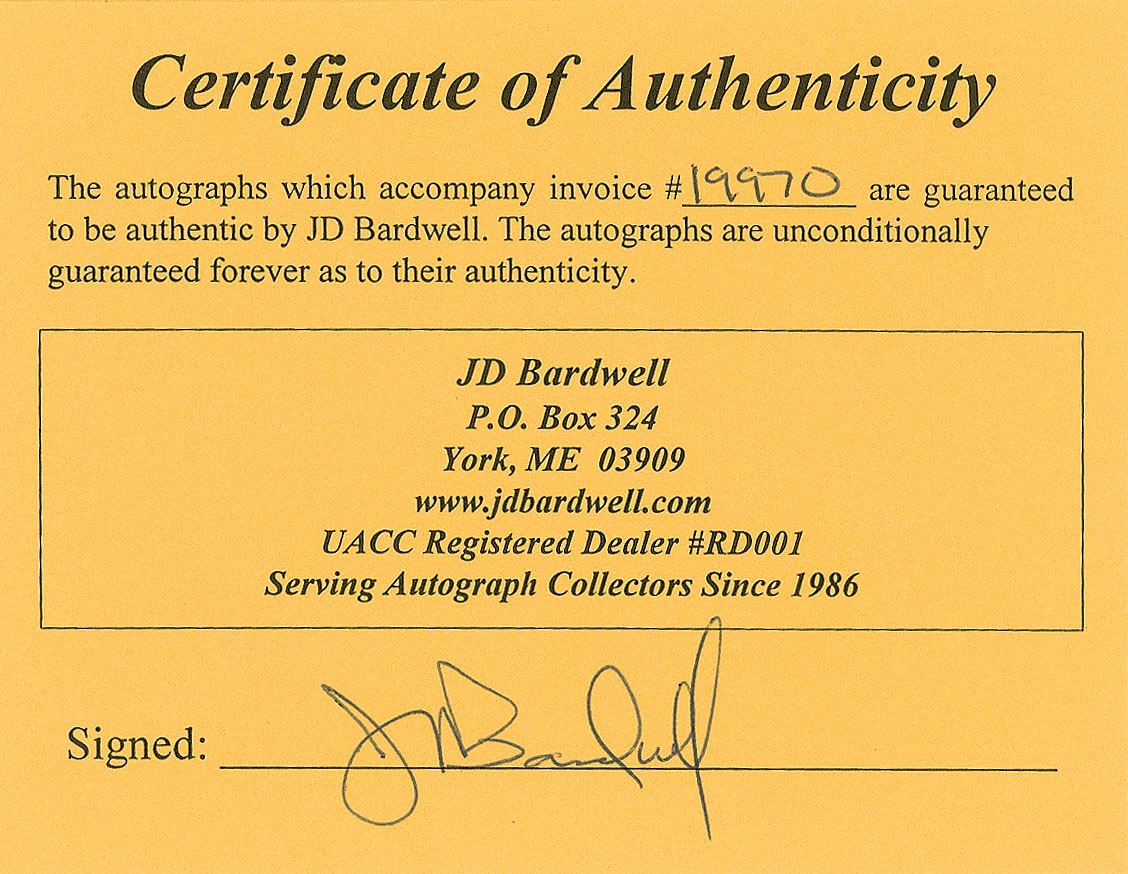 Certificate of Authenticity
The autographs which accompany invoice #19970 are guaranteed
to be authentic by JD Bardwell. The autographs are unconditionally
guaranteed forever as to their authenticity.
JD Bardwell
P.O. Box 324
York, ME 03909
www.jdbardwell.com
UACC Registered Dealer #RD001
Serving Autograph Collectors Since 1986
Signed: JD Bardwell